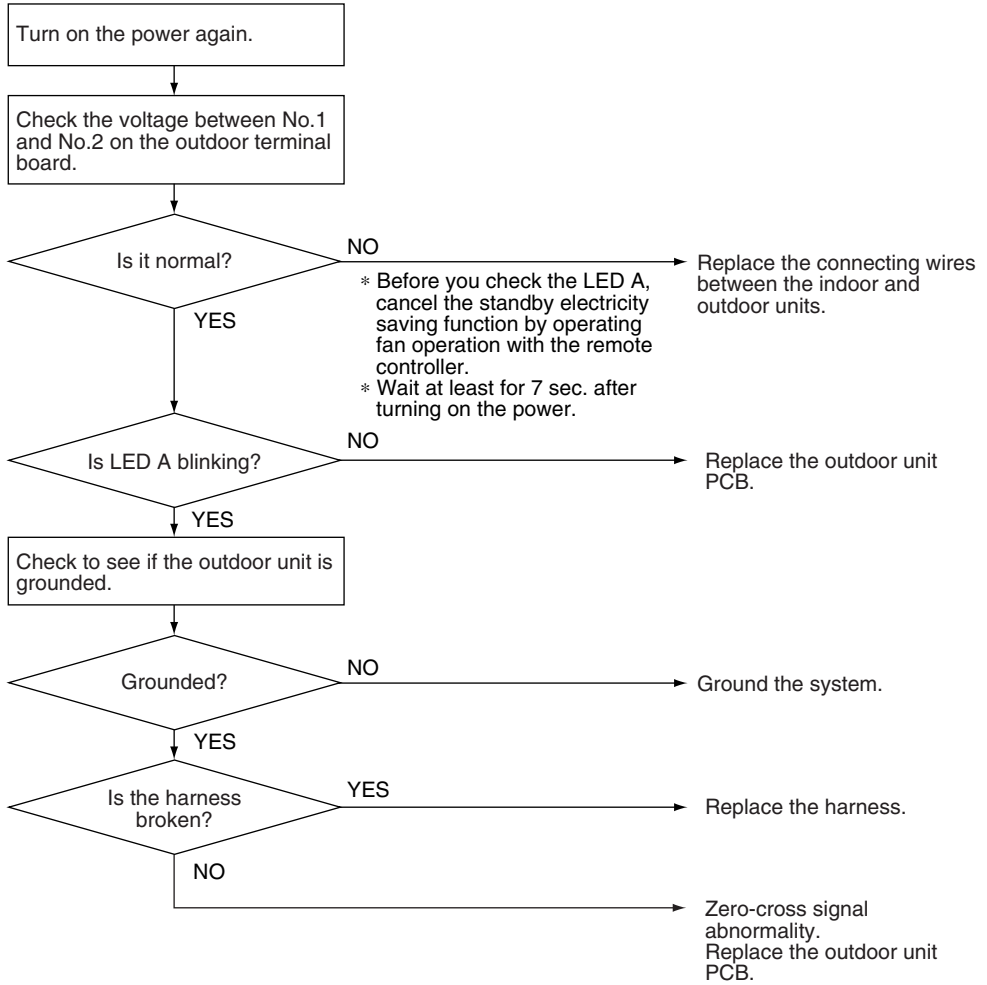 Turn on the power again.
Check the voltage between No.1
and No.2 on the outdoor terminal
board.
Is it normal?
NO
Replace the connecting wires
between the indoor and
outdoor units.
∗ Before you check the LED A,
cancel the standby electricity
saving function by operating
fan operation with the remote
controller.
∗ Wait at least for 7 sec. after
turning on the power.
YES
Is LED A blinking?
NO
Replace the outdoor unit
PCB.
YES
Check to see if the outdoor unit is
grounded.
Grounded?
NO
Ground the system.
YES
Is the harness
broken?
YES
Replace the harness.
NO
Zero-cross signal
abnormality.
Replace the outdoor unit
PCB.